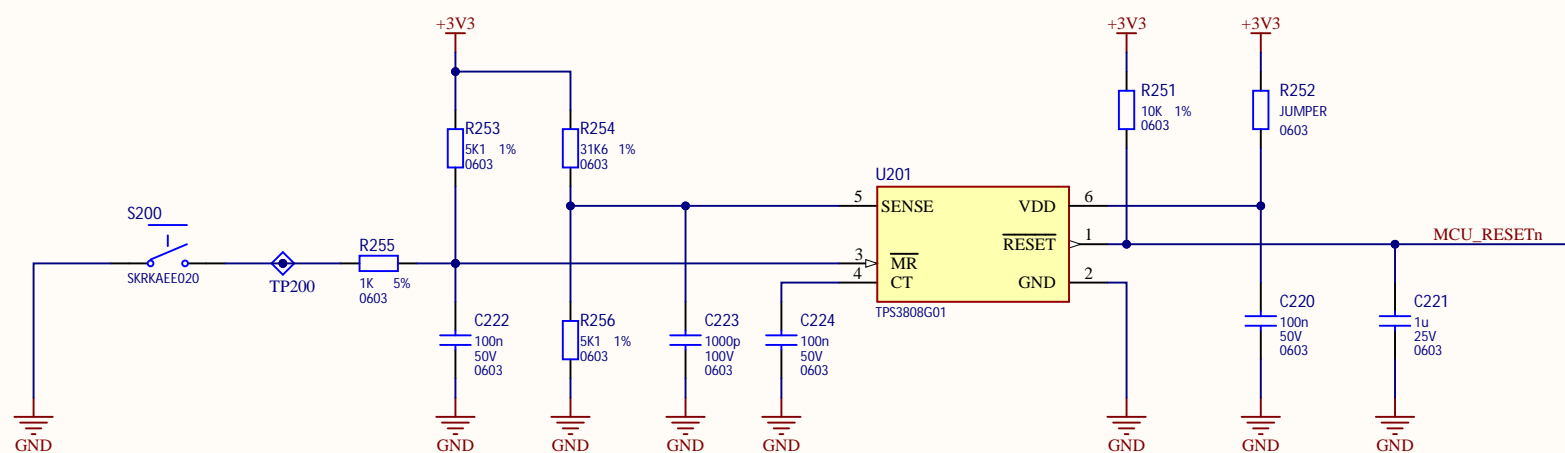 +3V3
+3V3
+3V3
R253
5K1 1%
0603
R254
31K6 1%
0603
R251
10K 1%
0603
R252
JUMPER
0603
S200
SKRKAEE020
TP200
R255
1K 5%
0603
U201
5
SENSE
3
MR
4
CT
VDD
6
RESET
1
GND
2
TPS3808G01
MCU_RESETn
C222
100n
50V
0603
R256
5K1 1%
0603
C223
1000p
100V
0603
C224
100n
50V
0603
C220
100n
50V
0603
C221
1u
25V
0603
GND
GND
GND
GND
GND
GND
GND
GND